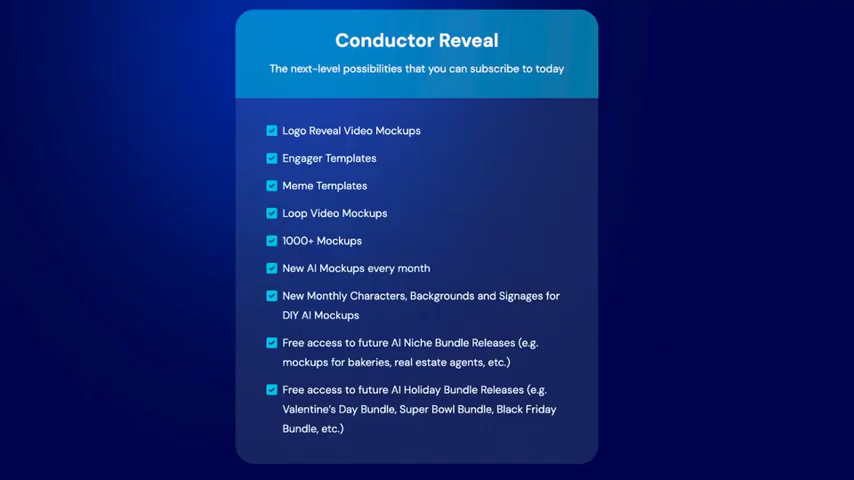 Conductor Reveal
The next-level possibilities that you can subscribe to today
Logo Reveal Video Mockups
Engager Templates
Meme Templates
Loop Video Mockups
1000+ Mockups
New AI Mockups every month
New Monthly Characters, Backgrounds and Signages for
DIY AI Mockups
Free access to future AI Niche Bundle Releases (e.g.
mockups for bakeries, real estate agents, etc.)
Free access to future AI Holiday Bundle Releases (e.g.
Valentine's Day Bundle, Super Bowl Bundle, Black Friday
Bundle, etc.)